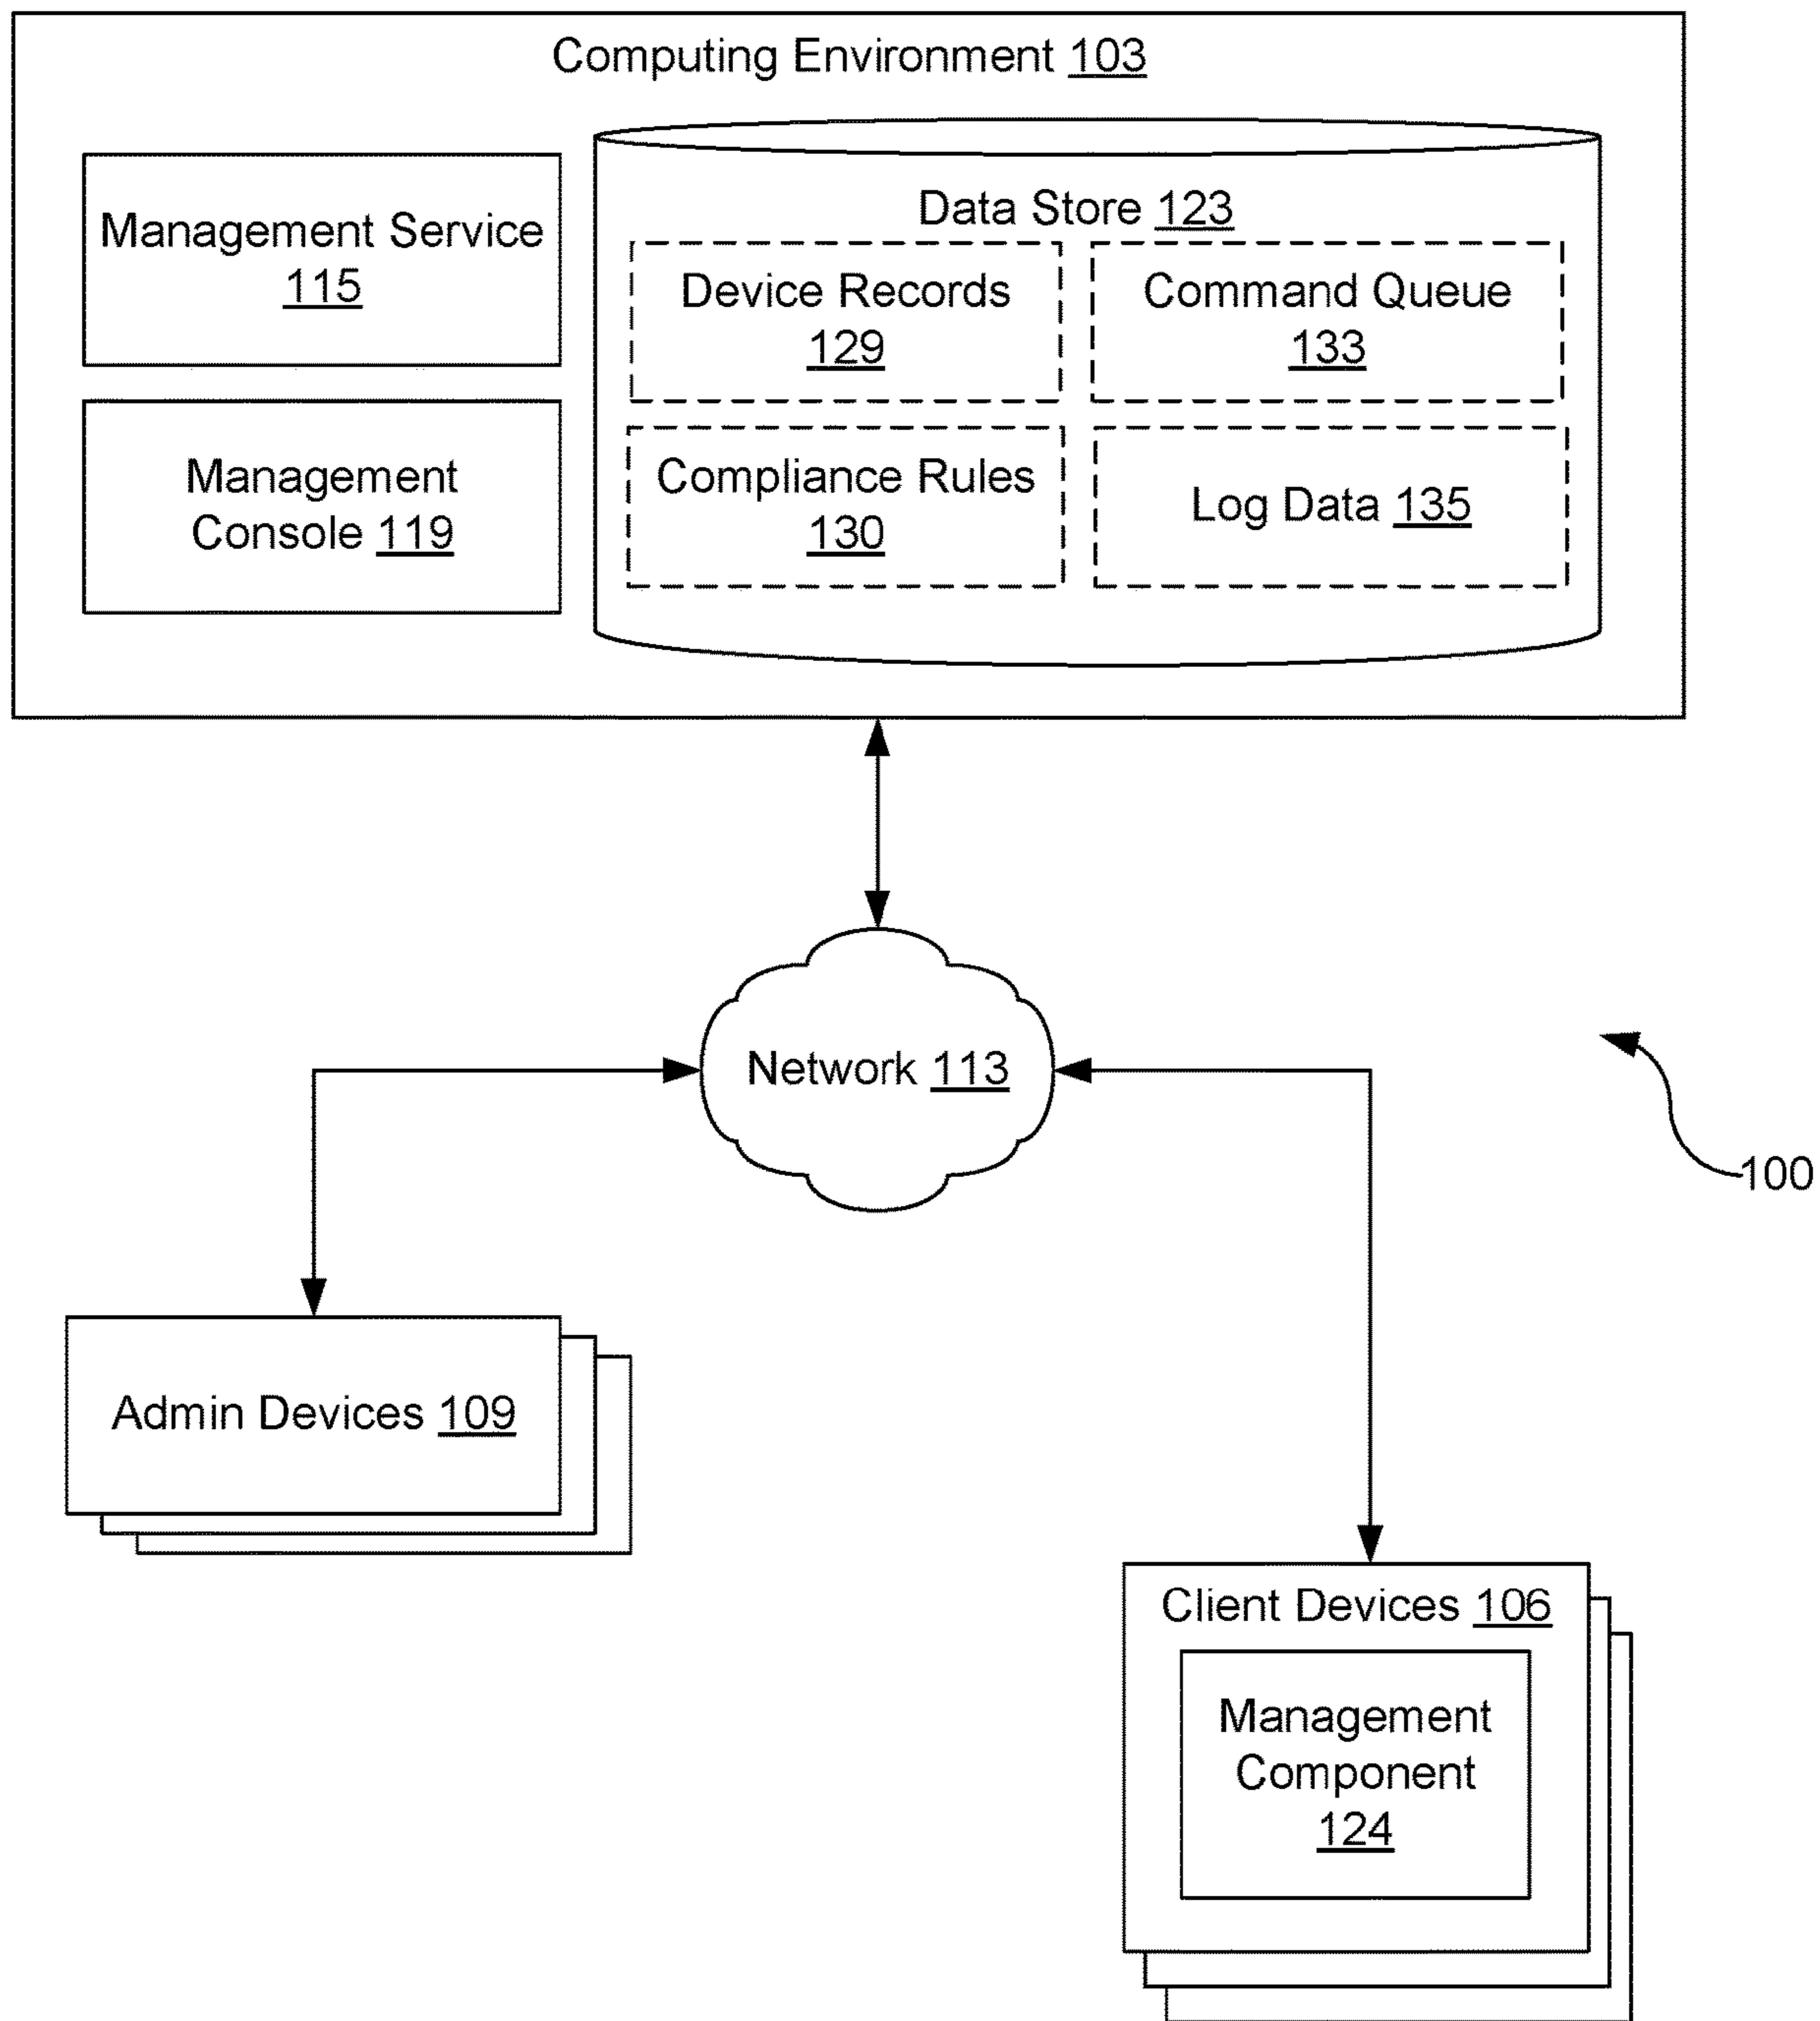 Computing Environment 103
Data Store 123
Management Service
115
Device Records
129
Command Queue
133
Management
Console 119
Compliance Rules
130
Log Data 135
Network 113
100
Admin Devices 109
Client Devices 106
Management
Component
124